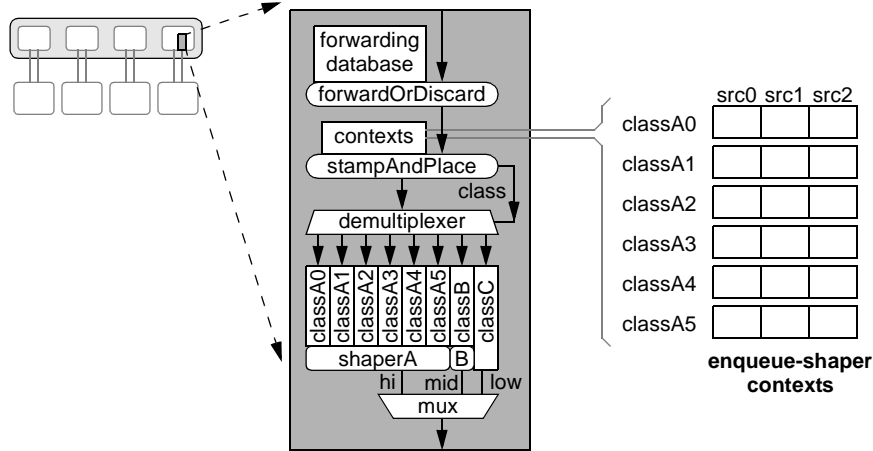 forwarding
database
forwardOrDiscard
contexts
stampAndPlace
class
demultiplexer
classA0
classA1
classA2
classA3
classA4
classA5
classB
classC
shaperA
B
hi
mid
low
mux
src0 src1 src2
classA0
classA1
classA2
classA3
classA4
classA5
enqueue-shaper
contexts